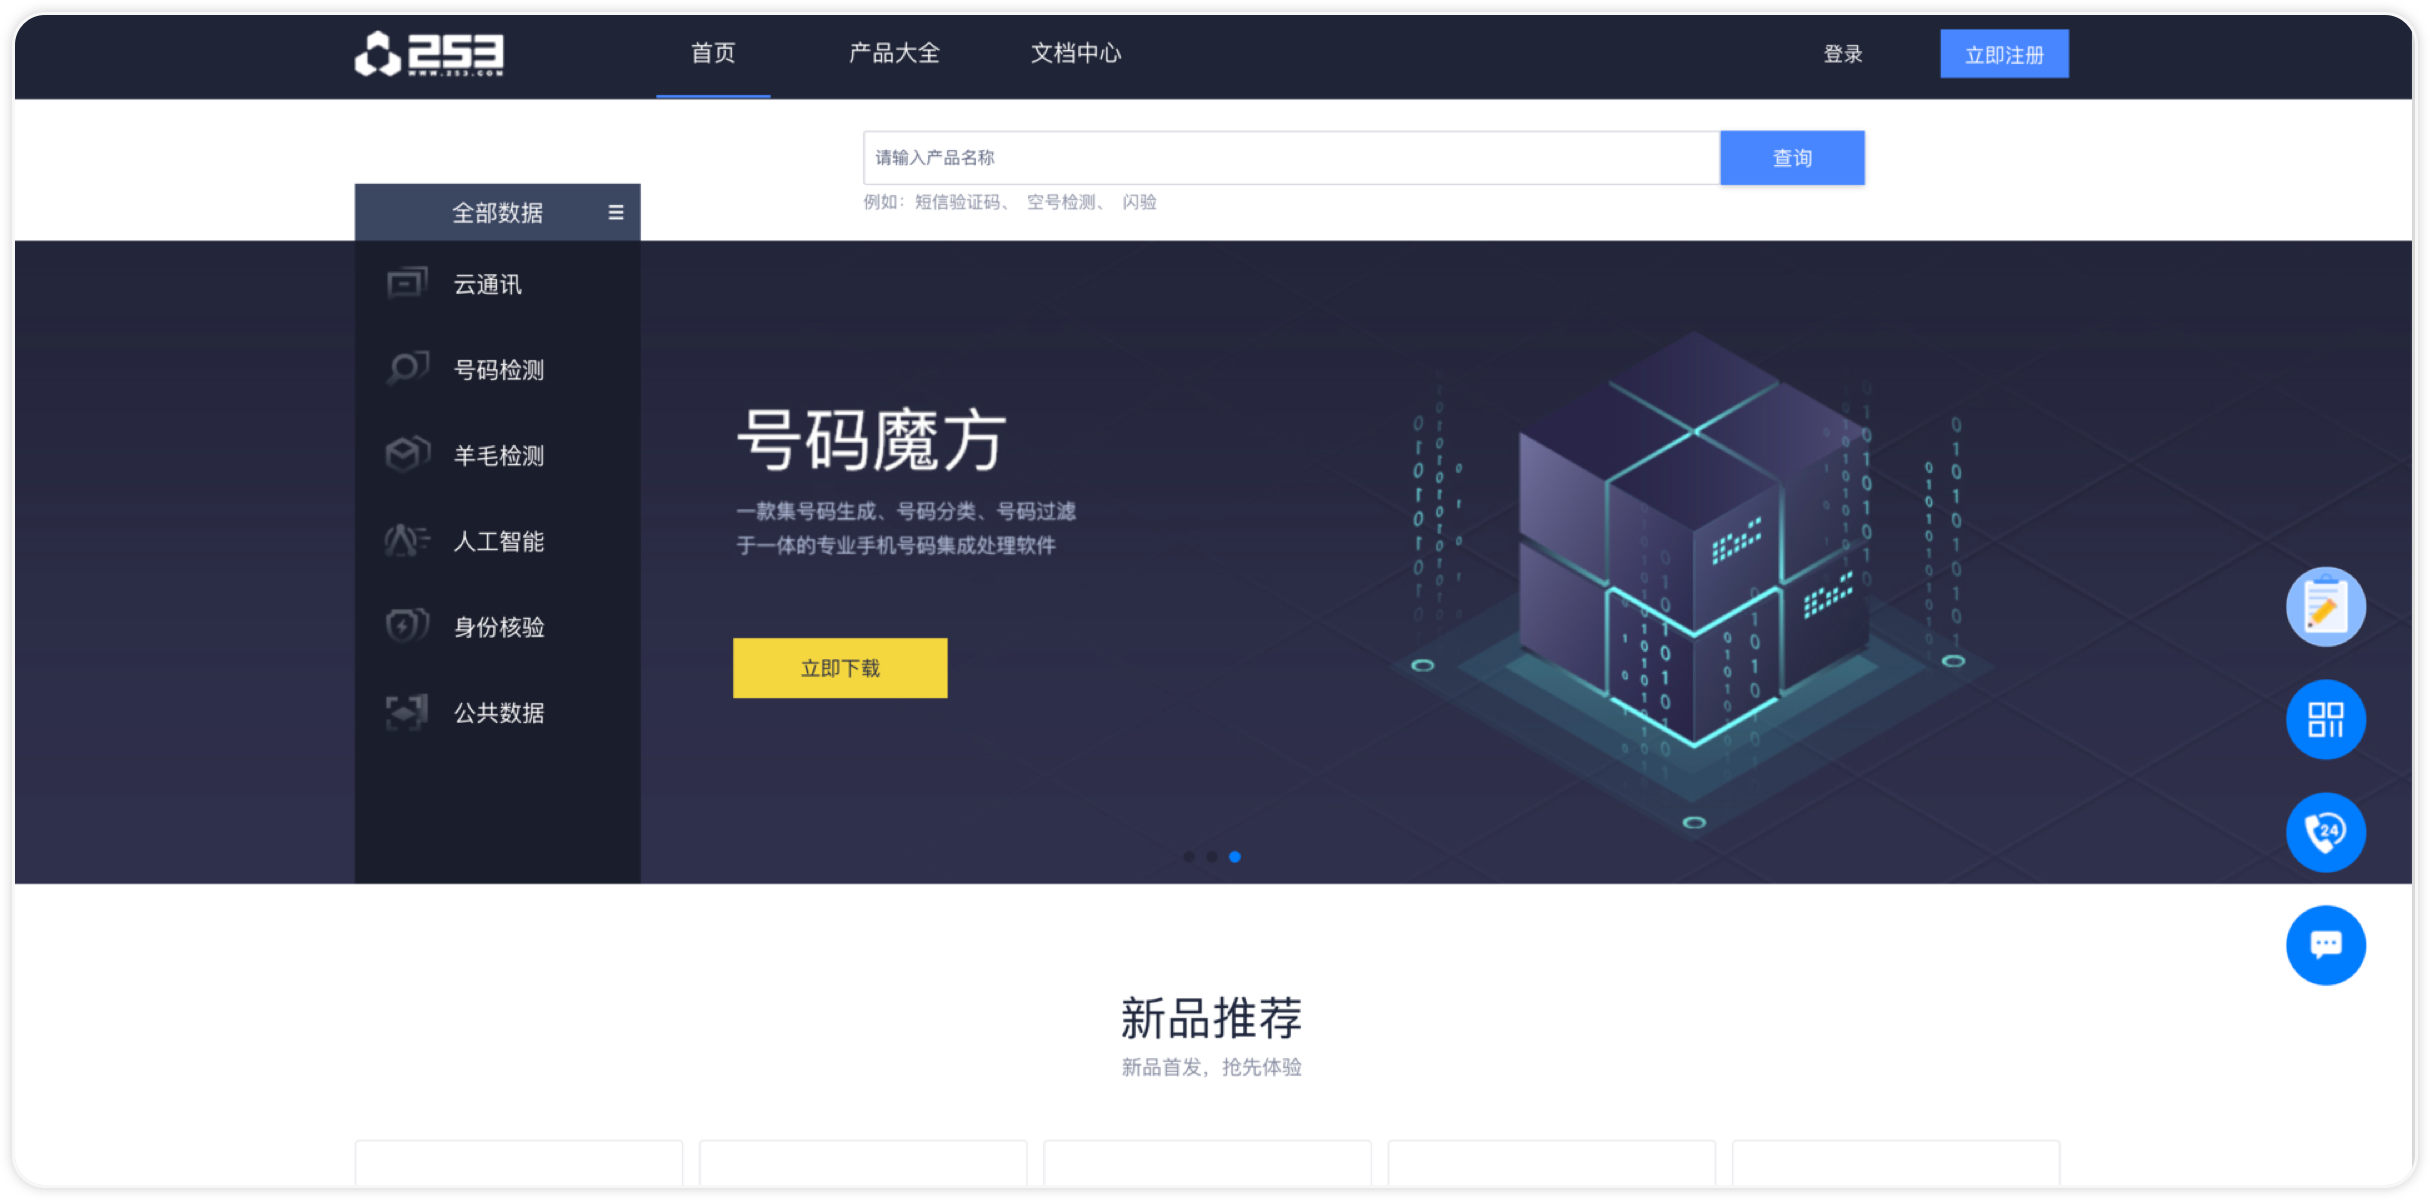 253
WWW.253.COM
首页
产品大全
文档中心
登录
立即注册
请输入产品名称
查询
例如：短信验证码、 空号检测、 闪验
全部数据
云通讯
号码检测
羊毛检测
人工智能
身份核验
公共数据
号码魔方
一款集号码生成、号码分类、号码过滤
于一体的专业手机号码集成处理软件
立即下载
24
新品推荐
新品首发，抢先体验